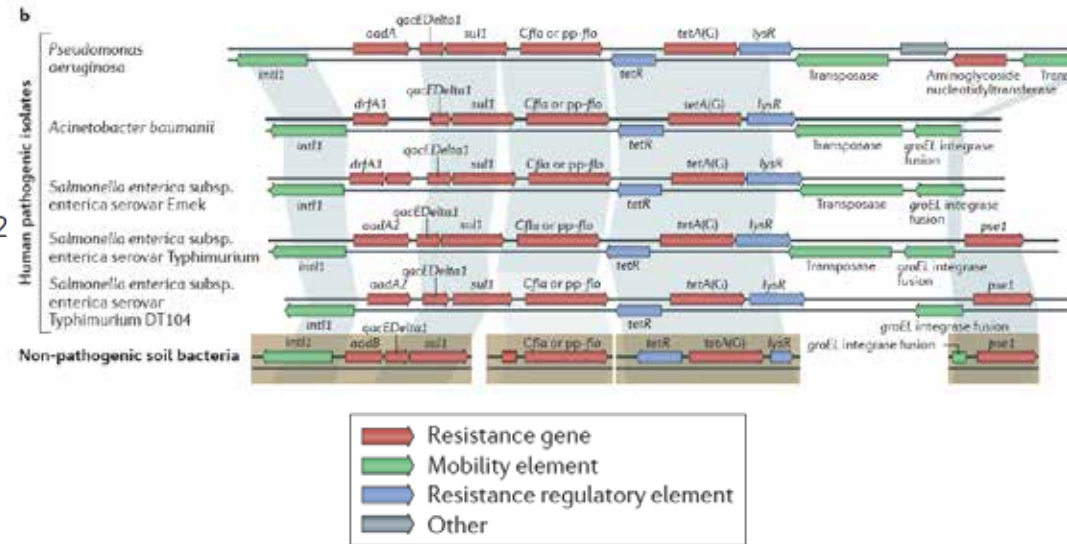 b
Human pathogenic isolates
aadA
qacEDelta1
sul1
Cfla or pp-flo
tetA(G)
lysR
Pseudomonas
aeruginosa
intI1
tetR
Transposase
Aminoglycoside
nucleotidyltransferase
drfA1
qacEDelta1
sul1
Cfla or pp-flo
tetA(G)
lysR
Acinetobacter baumanii
intI1
tetR
Transposase
groEL integrase
fusion
drfA1
qacEDelta1
sul1
Cfla or pp-flo
tetA(G)
lysR
Salmonella enterica subsp.
enterica serovar Emek
intI1
tetR
Transposase
groEL integrase
fusion
2
aadA2
qacEDelta1
sul1
Cfla or pp-flo
tetA(G)
lysR
pse1
Salmonella enterica subsp.
enterica serovar Typhimurium
intI1
tetR
Transposase
groEL integrase
fusion
aadA2
qacEDelta1
sul1
Cfla or pp-flo
tetA(G)
lysR
pse1
Salmonella enterica subsp.
enterica serovar
Typhimurium DT104
intI1
tetR
groEL integrase fusion
Non-pathogenic soil bacteria
intI1
aadB
qacEDelta1
sul1
Cfla or pp-flo
tetR
tetA(G)
lysR
groEL integrase fusion
pse1
Resistance gene
Mobility element
Resistance regulatory element
Other